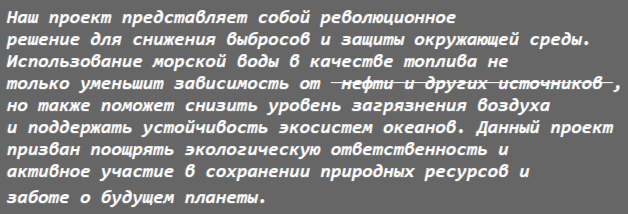 Наш проект представляет собой революционное
решение для снижения выбросов и защиты окружающей среды.
Использование морской воды в качестве топлива не
только уменьшит зависимость от нефти и других источников,
но также поможет снизить уровень загрязнения воздуха
и поддержать устойчивость экосистем океанов. Данный проект
призван поощрять экологическую ответственность и
активное участие в сохранении природных ресурсов и
заботе о будущем планеты.